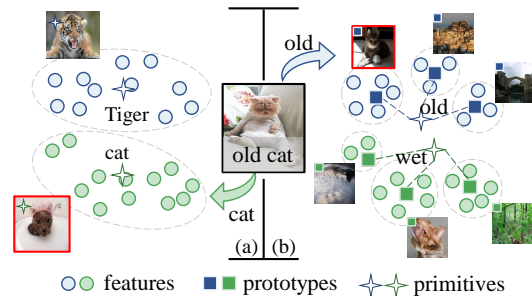 old
Tiger
old
old cat
cat
wet
cat
(a) (b)
features prototypes primitives